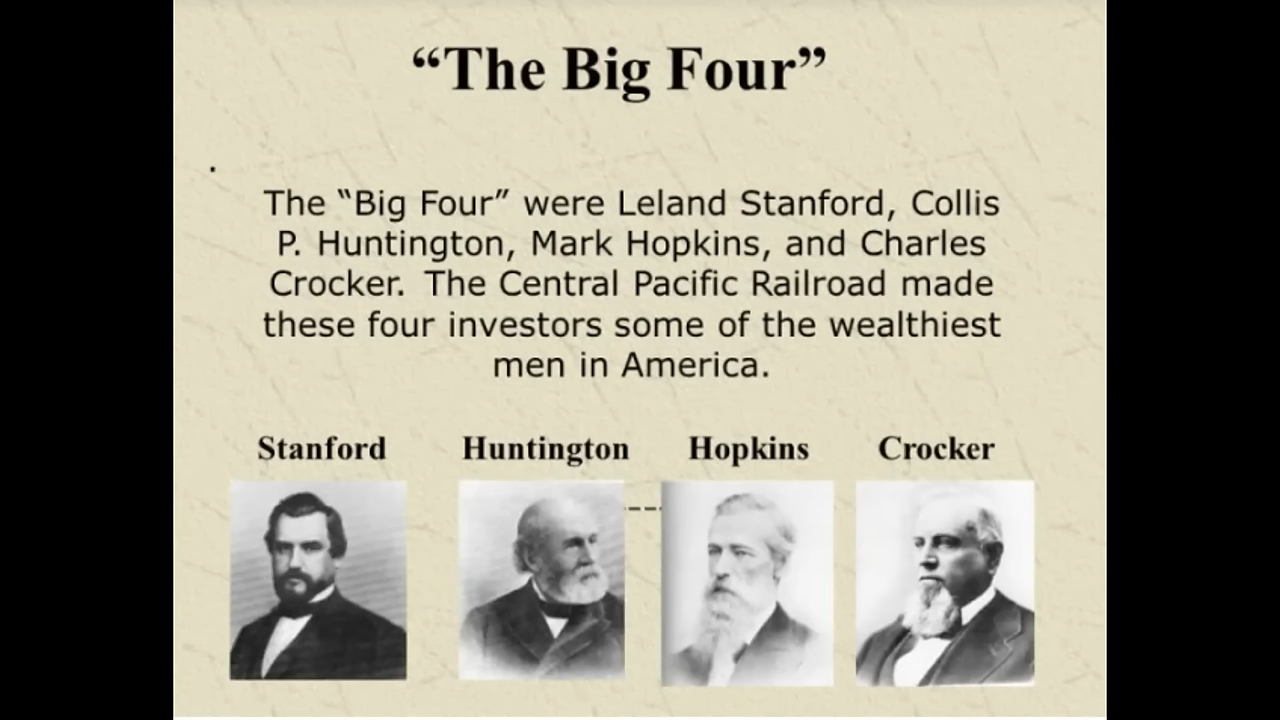 “The Big Four”
.
The “Big Four” were Leland Stanford, Collis
P. Huntington, Mark Hopkins, and Charles
Crocker. The Central Pacific Railroad made
these four investors some of the wealthiest
men in America.
Stanford Huntington Hopkins Crocker